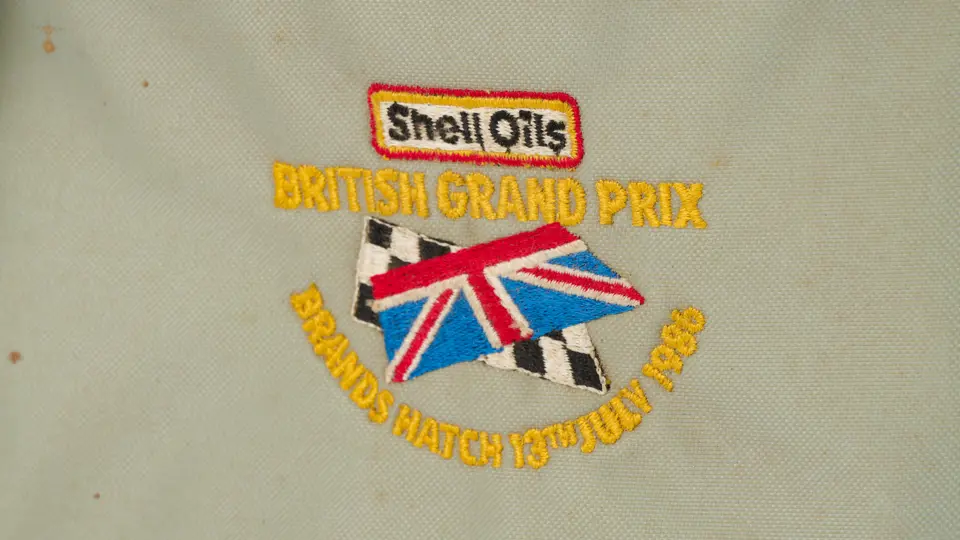 Shell Oils
BRITISH GRAND PRIX
BRANDS HATCH 13TH JULY 1986